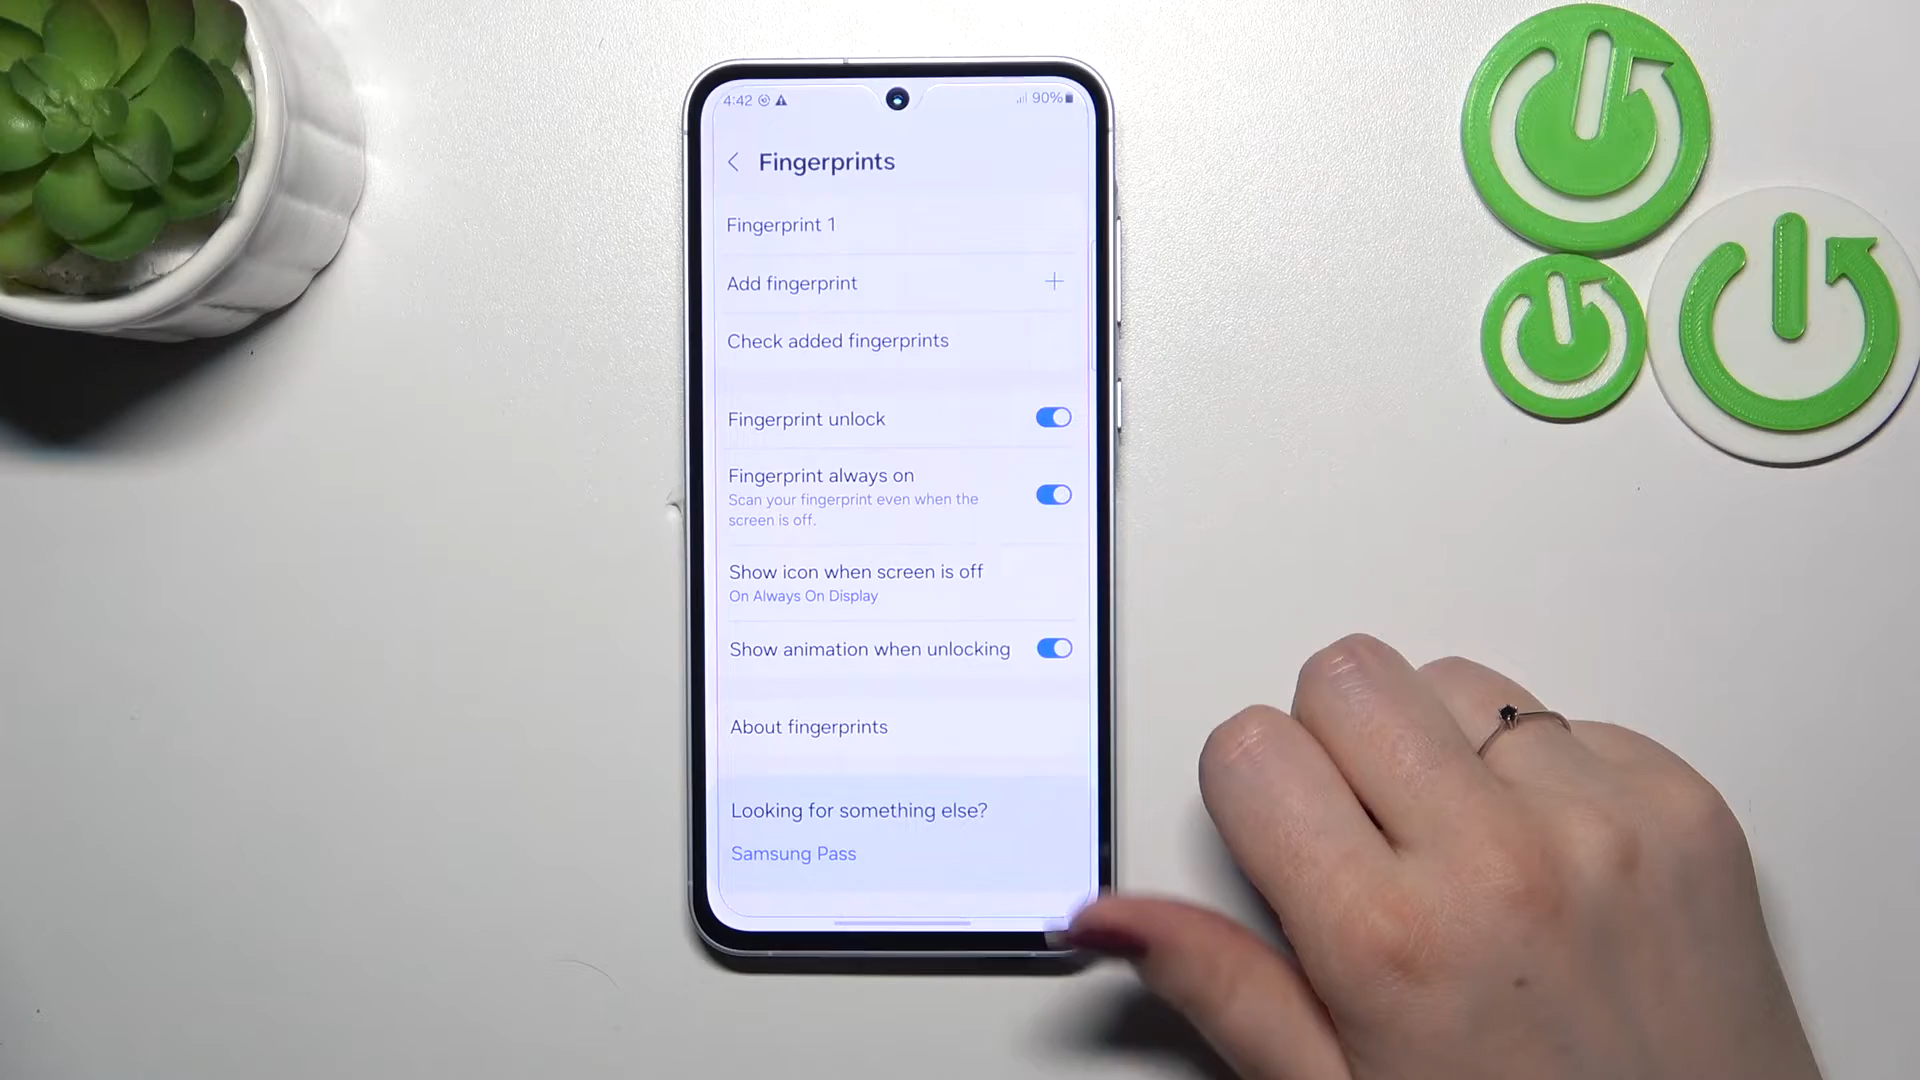 4:42
90%
Fingerprints
Fingerprint 1
Add fingerprint
Check added fingerprints
Fingerprint unlock
Fingerprint always on
Scan your fingerprint even when the
screen is off.
Show icon when screen is off
On Always On Display
Show animation when unlocking
About fingerprints
Looking for something else?
Samsung Pass